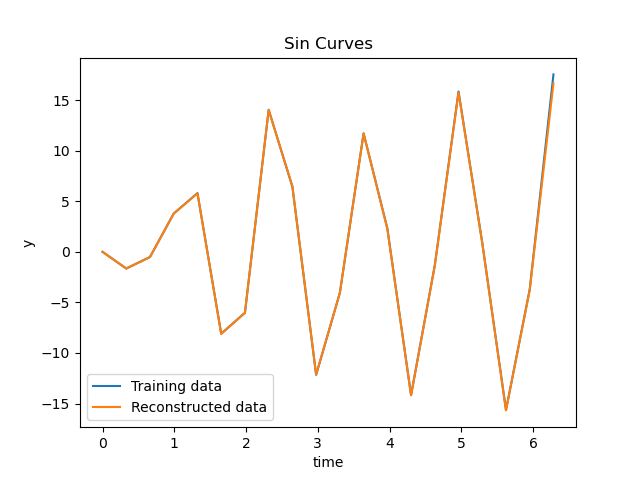 Sin Curves
15
10
5
0
−5
−10
−15
y
Training data
Reconstructed data
0 1 2 3 4 5 6
time